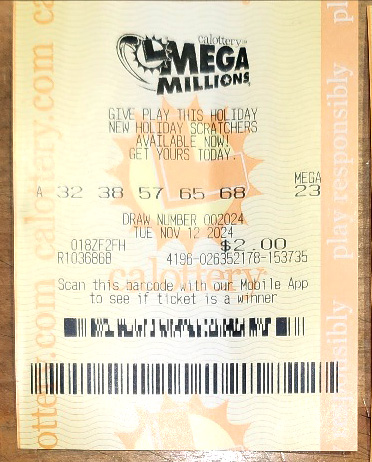 calottery
MEGA
MILLIONS
GIVE PLAY THIS HOLIDAY
NEW HOLIDAY SCRATCHERS
AVAILABLE NOW!
GET YOURS TODAY.
MEGA
A 32 38 57 65 68 23
DRAW NUMBER 002024
TUE NOV 12 2024
018ZF2FH $2.00
R1036868 4196-026352178-153735
calottery
Scan this barcode with our Mobile App
to see if ticket is a winner
calottery.com
play responsibly